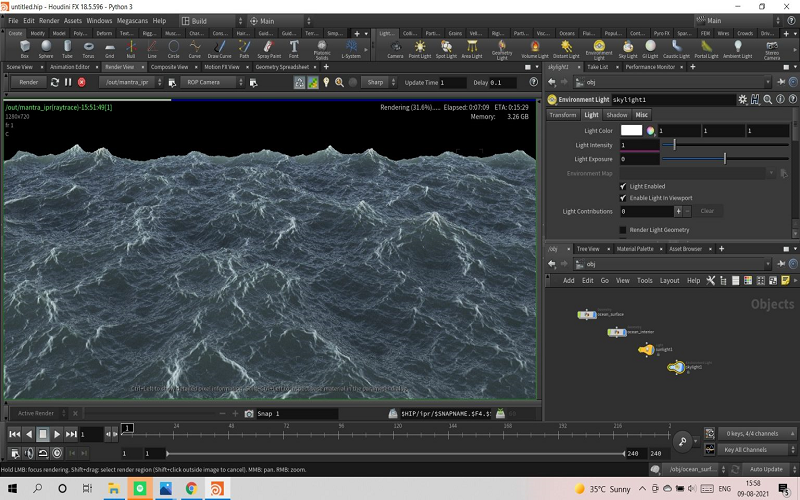 untitled.hip - Houdini FX 18.5.596 - Python 3
File Edit Render Assets Windows Megascans Help Build Main Main
Create Modify Model Polygon Deform Textu... Rigg... Musc... Char... Cons... Hair... Guid... Guid... Terr... Simp... Light... Coll... Parti... Grains Vell... Rigi... Parti... Visc... Oce... Pop... Cont... Pyro FX Spar... FEM Wires Crowds Driv...
Box Sphere Tube Torus Grid Null Line Circle Curve Draw Curve Path Spray Paint Font Platonic Solids L-System Camera Point Light Spot Light Area Light Geometry Light Volume Light Distant Light Environment Light Sky Light GI Light Caustic Light Portal Light Ambient Light Stereo Camera
Scene View Animation Editor Render View Composite View Motion FX View Geometry Spreadsheet
skylight1 Take List Performance Monitor
Render /out/mantra_ipr ROP Camera Sharp Update Time 1 Delay 0.1
obj
/out/mantra_ipr(raytrace)-15:51:49[1]
1280x720
fr 1
C
Rendering (31.6%).... Elapsed: 0:07:09 ETA: 0:15:29
Memory: 3.26 GB
Environment Light skylight1
Transform Light Shadow Misc
Light Color 1 1 1
Light Intensity 1
Light Exposure 0
Environment Map
Light Enabled
Enable Light In Viewport
Light Contributions 0 Clear
Render Light Geometry
/obj Tree View Material Palette Asset Browser
obj
Add Edit Go View Tools Layout Help
Objects
ocean_surface
ocean_interior
sunlight1
skylight1
Active Render Snap 1 $HIP/ipr/$SNAPNAME.$F4.$
1 1 24 48 72 96 120 144 168 192 216 2
0 keys, 4/4 channels
1 1 240 240 Key All Channels
Hold LMB: focus rendering. Shift+drag: select render region (Shift+click outside image to cancel). MMB: pan. RMB: zoom.
/obj/ocean_surf... Auto Update
35°C Sunny ENG 15:58
09-08-2021